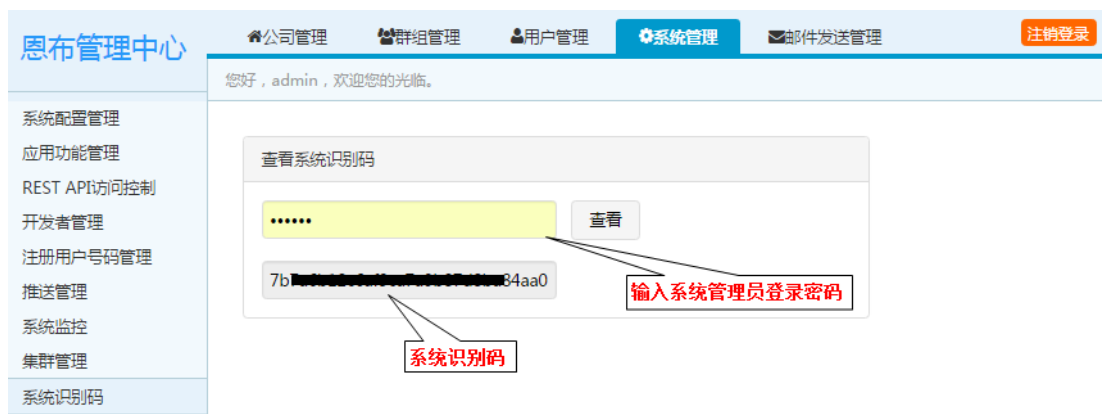 恩布管理中心
公司管理 群组管理 用户管理 系统管理 邮件发送管理 注销登录
您好，admin，欢迎您的光临。
系统配置管理
应用功能管理
REST API访问控制
开发者管理
注册用户号码管理
推送管理
系统监控
集群管理
系统识别码
查看系统识别码
•••••• 查看
7b 84aa0
输入系统管理员登录密码
系统识别码